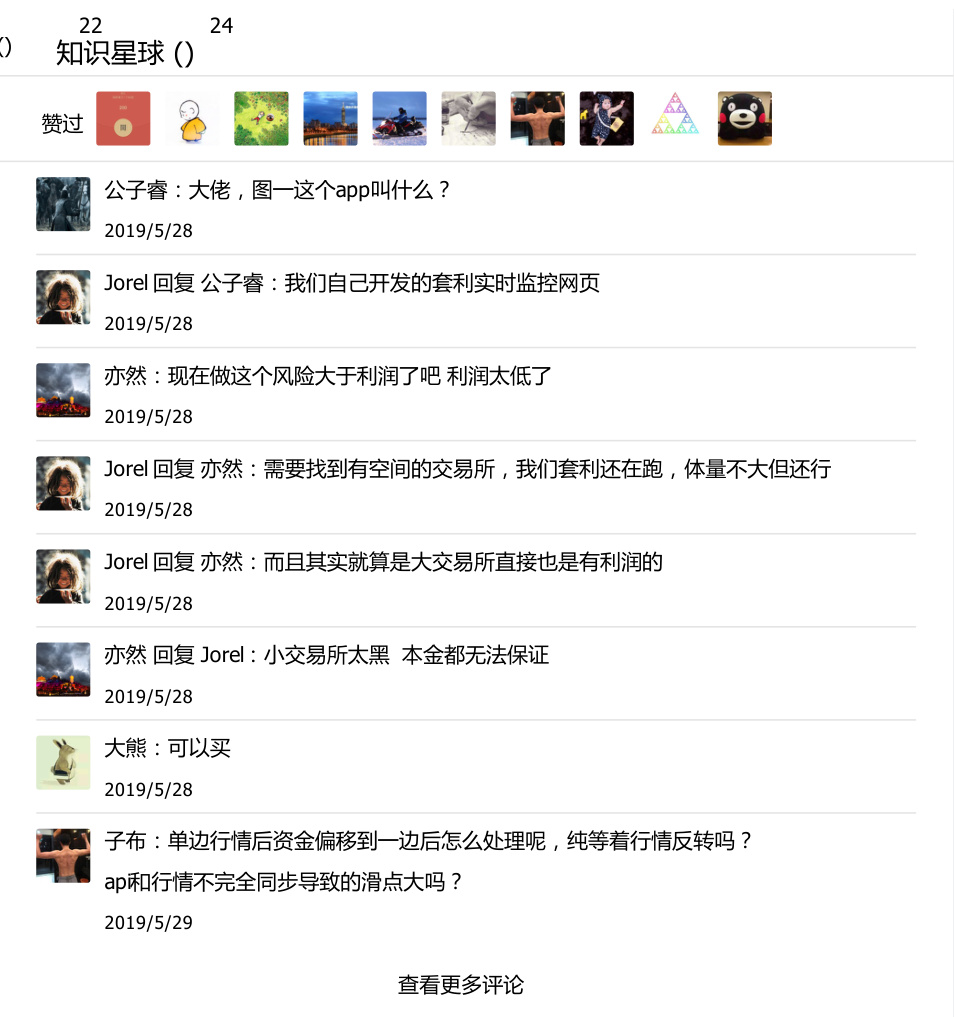 22 24
() 知识星球 ()
赞过
公子睿：大佬，图一这个app叫什么？
2019/5/28
Jorel 回复 公子睿：我们自己开发的套利实时监控网页
2019/5/28
亦然：现在做这个风险大于利润了吧 利润太低了
2019/5/28
Jorel 回复 亦然：需要找到有空间的交易所，我们套利还在跑，体量不大但还行
2019/5/28
Jorel 回复 亦然：而且其实就算是大交易所直接也是有利润的
2019/5/28
亦然 回复 Jorel：小交易所太黑 本金都无法保证
2019/5/28
大熊：可以买
2019/5/28
子布：单边行情后资金偏移到一边后怎么处理呢，纯等着行情反转吗？
api和行情不完全同步导致的滑点大吗？
2019/5/29
查看更多评论